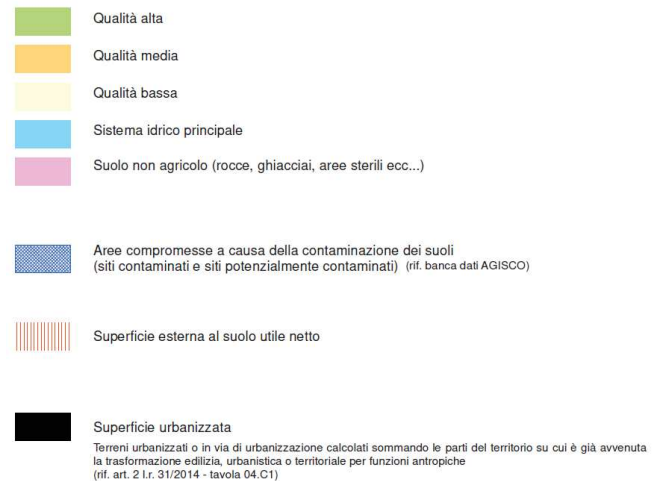 Qualità alta
Qualità media
Qualità bassa
Sistema idrico principale
Suolo non agricolo (rocce, ghiacciai, aree sterili ecc...)
Aree compromesse a causa della contaminazione dei suoli
(siti contaminati e siti potenzialmente contaminati) (rif. banca dati AGISCO)
Superficie esterna al suolo utile netto
Superficie urbanizzata
Terreni urbanizzati o in via di urbanizzazione calcolati sommando le parti del territorio su cui è già avvenuta
la trasformazione edilizia, urbanistica o territoriale per funzioni antropiche
(rif. art. 2 l.r. 31/2014 - tavola 04.C1)